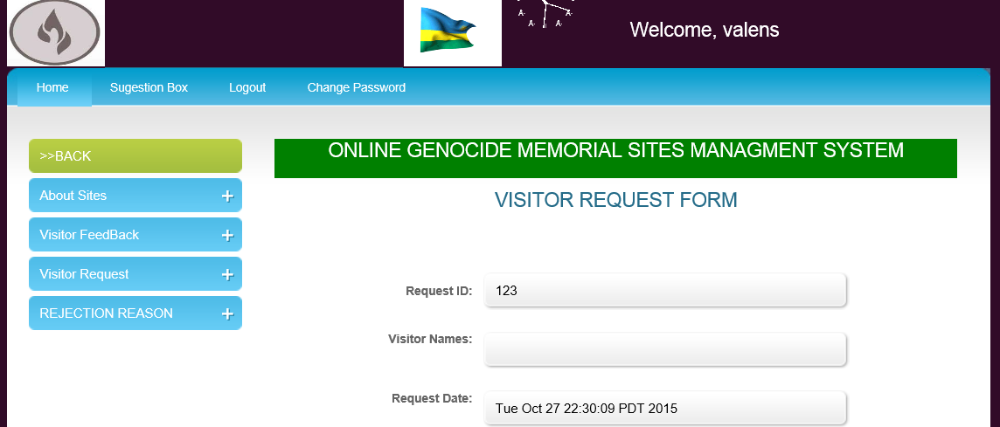 A-
A-
A-
A-
Welcome, valens
Home
Sugestion Box
Logout
Change Password
>>BACK
About Sites
Visitor FeedBack
Visitor Request
REJECTION REASON
ONLINE GENOCIDE MEMORIAL SITES MANAGMENT SYSTEM
VISITOR REQUEST FORM
Request ID:
123
Visitor Names:
Request Date:
Tue Oct 27 22:30:09 PDT 2015